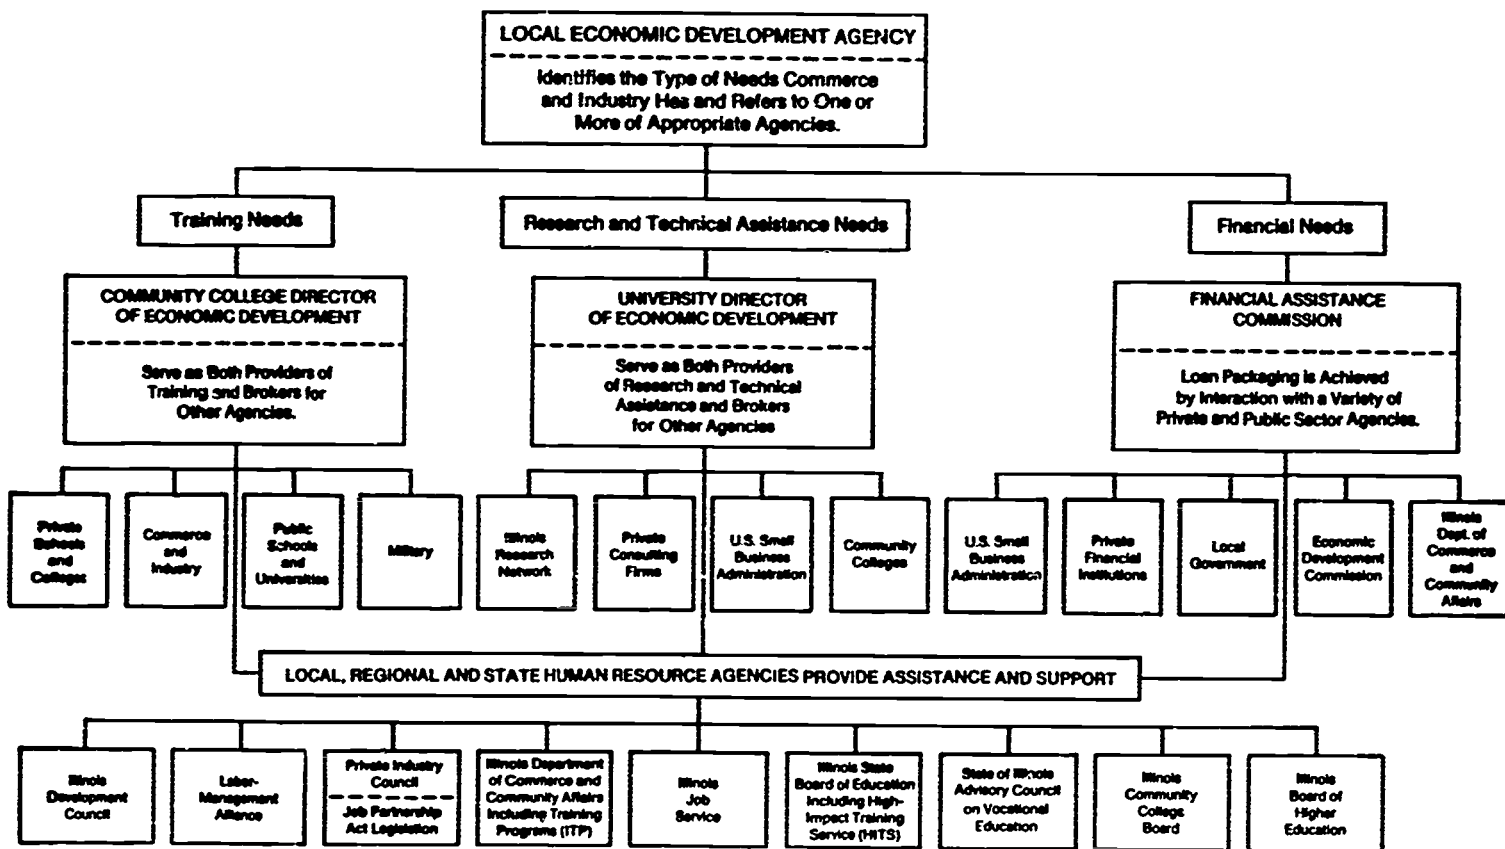 LOCAL ECONOMIC DEVELOPMENT AGENCY
Identifies the Type of Needs Commerce
and Industry Has and Refers to One or
More of Appropriate Agencies.
Training Needs
Research and Technical Assistance Needs
Financial Needs
COMMUNITY COLLEGE DIRECTOR
OF ECONOMIC DEVELOPMENT
Serve as Both Providers of
Training and Brokers for
Other Agencies.
UNIVERSITY DIRECTOR
OF ECONOMIC DEVELOPMENT
Serve as Both Providers
of Research and Technical
Assistance and Brokers
for Other Agencies
FINANCIAL ASSISTANCE
COMMISSION
Loan Packaging is Achieved
by Interaction with a Variety of
Private and Public Sector Agencies.
Private
Schools
and
Colleges
Commerce
and
Industry
Public
Schools
and
Universities
Military
Illinois
Research
Network
Private
Consulting
Firms
U.S. Small
Business
Administration
Community
Colleges
U.S. Small
Business
Administration
Private
Financial
Institutions
Local
Government
Economic
Development
Commission
Illinois
Dept. of
Commerce
and
Community
Affairs
LOCAL, REGIONAL AND STATE HUMAN RESOURCE AGENCIES PROVIDE ASSISTANCE AND SUPPORT
Illinois
Development
Council
Labor-
Management
Alliance
Private Industry
Council
Job Partnership
Act Legislation
Illinois Department
of Commerce and
Community Affairs
Including Training
Programs (ITP)
Illinois
Job
Service
Illinois State
Board of Education
Including High-
Impact Training
Service (HITS)
State of Illinois
Advisory Council
on Vocational
Education
Illinois
Community
College
Board
Illinois
Board of
Higher
Education